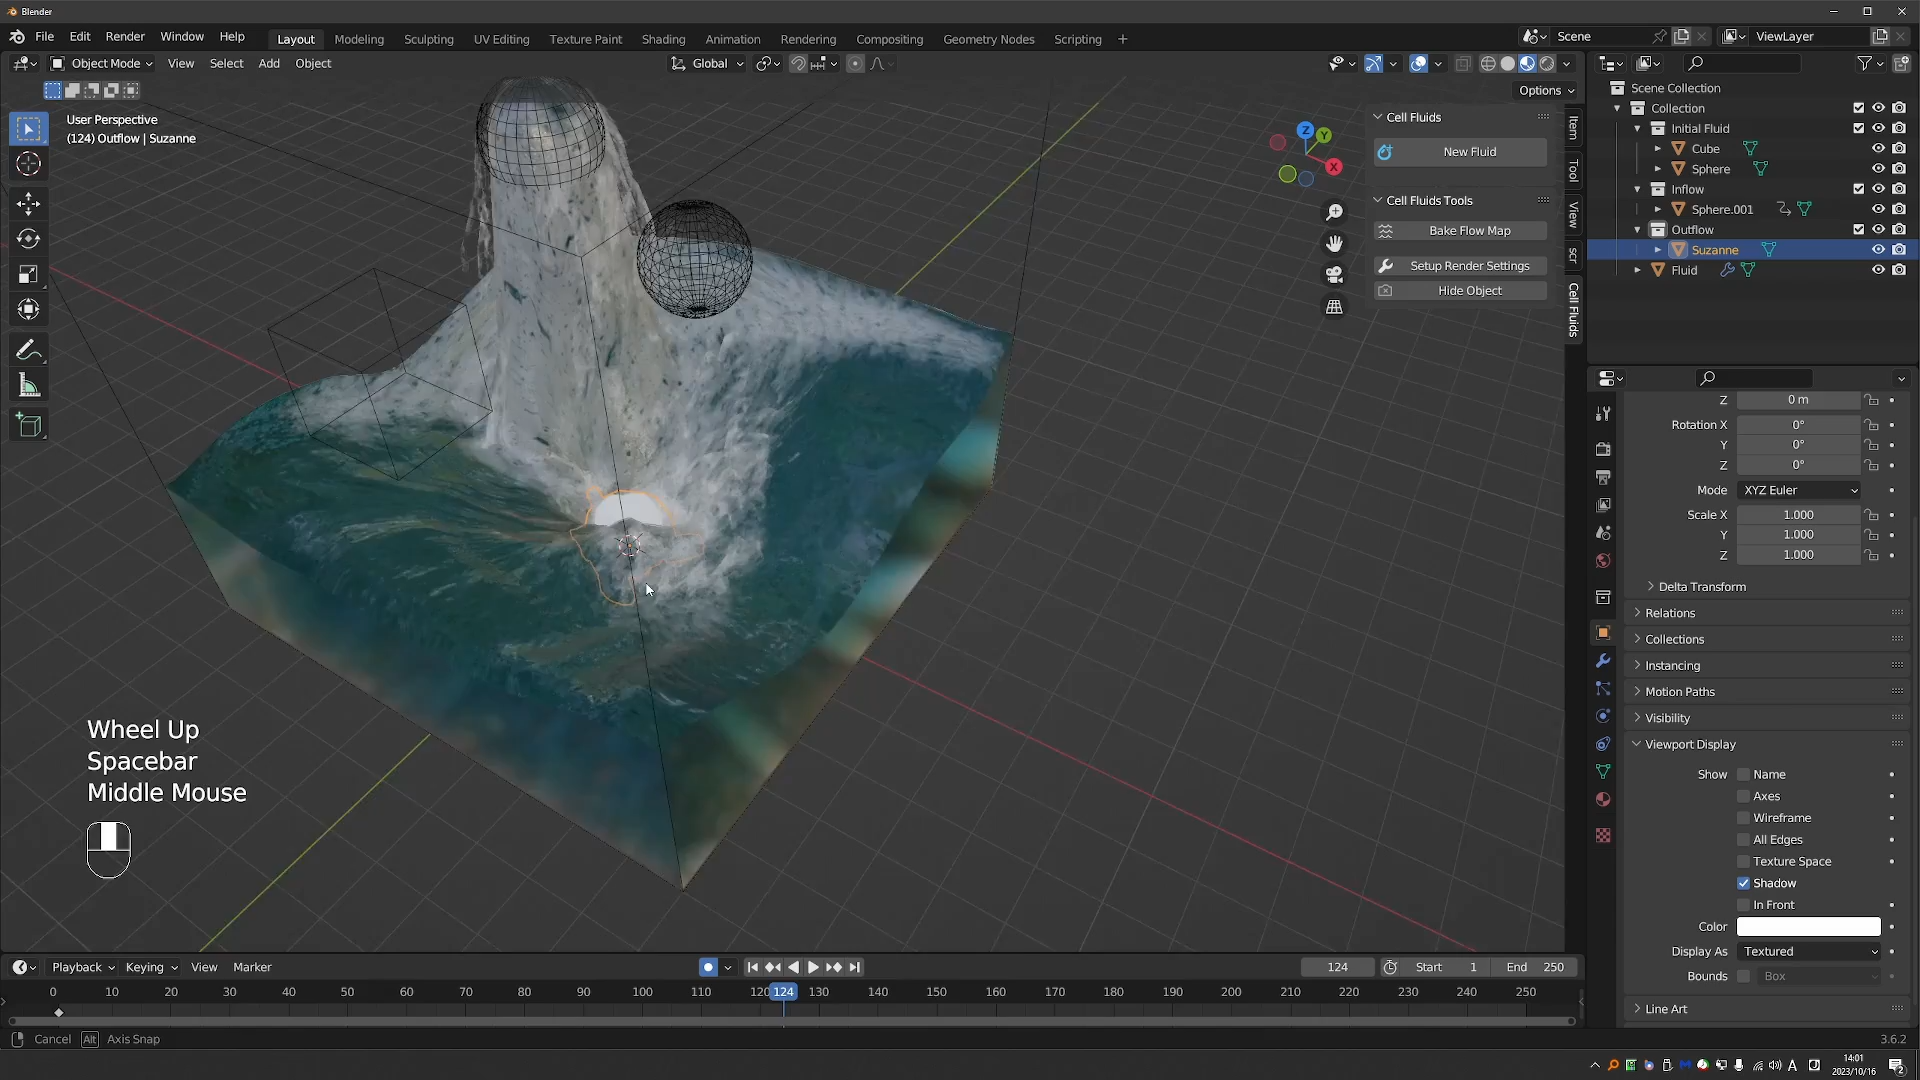 Blender
File Edit Render Window Help
Layout Modeling Sculpting UV Editing Texture Paint Shading Animation Rendering Compositing Geometry Nodes Scripting +
Scene
ViewLayer
Object Mode View Select Add Object
Global
Options
User Perspective
(124) Outflow | Suzanne
Z
Y
X
Cell Fluids
New Fluid
Cell Fluids Tools
Bake Flow Map
Setup Render Settings
Hide Object
Item
Tool
View
scr
Cell Fluids
Scene Collection
Collection
Initial Fluid
Cube
Sphere
Inflow
Sphere.001
Outflow
Suzanne
Fluid
Z 0 m
Rotation X 0°
Y 0°
Z 0°
Mode XYZ Euler
Scale X 1.000
Y 1.000
Z 1.000
Delta Transform
Relations
Collections
Instancing
Motion Paths
Visibility
Viewport Display
Show Name
Axes
Wireframe
All Edges
Texture Space
Shadow
In Front
Color
Display As Textured
Bounds Box
Line Art
Wheel Up
Spacebar
Middle Mouse
Playback Keying View Marker
124 Start 1 End 250
0 10 20 30 40 50 60 70 80 90 100 110 120 124 130 140 150 160 170 180 190 200 210 220 230 240 250
Cancel Alt Axis Snap
3.6.2
A
14:01
2023/10/16
2